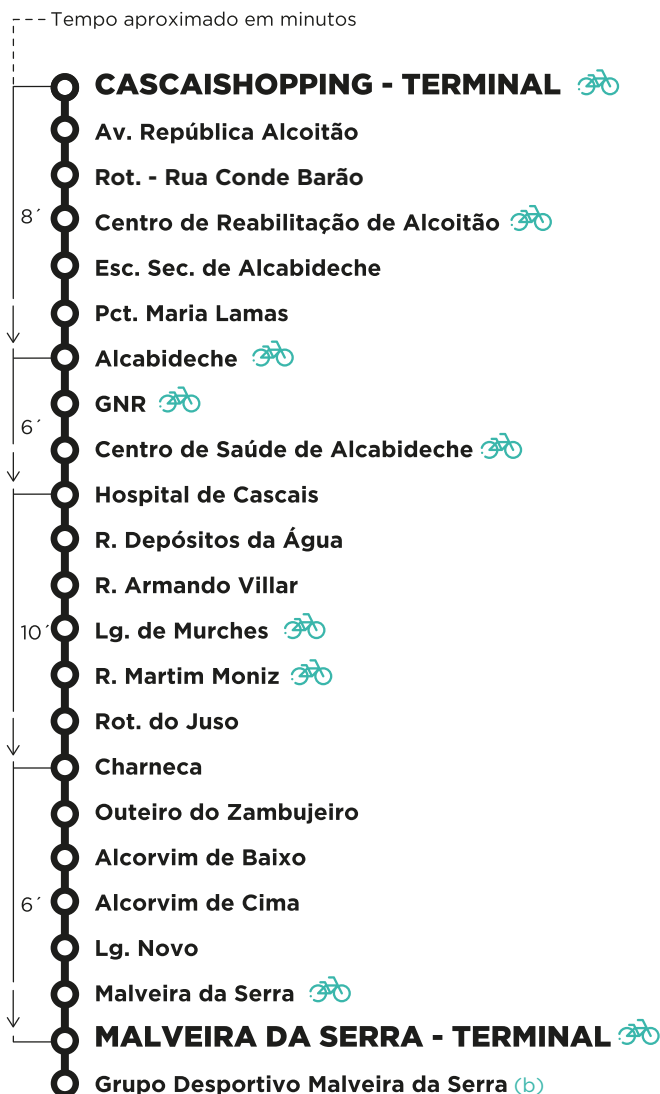 Tempo aproximado em minutos
CASCAISHOPPING - TERMINAL
Av. República Alcoitão
Rot. - Rua Conde Barão
8´
Centro de Reabilitação de Alcoitão
Esc. Sec. de Alcabideche
Pct. Maria Lamas
Alcabideche
GNR
6´
Centro de Saúde de Alcabideche
Hospital de Cascais
R. Depósitos da Água
R. Armando Villar
10´
Lg. de Murches
R. Martim Moniz
Rot. do Juso
Charneca
Outeiro do Zambujeiro
Alcorvim de Baixo
Alcorvim de Cima
6´
Lg. Novo
Malveira da Serra
MALVEIRA DA SERRA - TERMINAL
Grupo Desportivo Malveira da Serra (b)